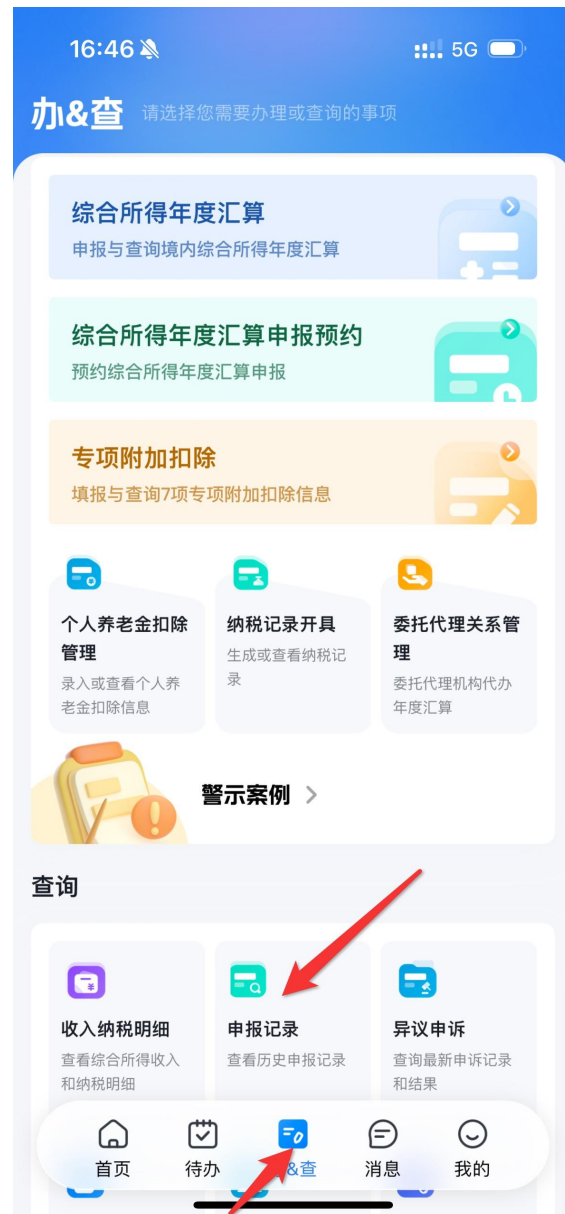 16:46
5G
办&查 请选择您需要办理或查询的事项
综合所得年度汇算
申报与查询境内综合所得年度汇算
综合所得年度汇算申报预约
预约综合所得年度汇算申报
专项附加扣除
填报与查询7项专项附加扣除信息
个人养老金扣除
管理
录入或查看个人养
老金扣除信息
纳税记录开具
生成或查看纳税记
录
委托代理关系管
理
委托代理机构代办
年度汇算
警示案例
查询
收入纳税明细
查看综合所得收入
和纳税明细
申报记录
查看历史申报记录
异议申诉
查询最新申诉记录
和结果
首页
待办
&查
消息
我的